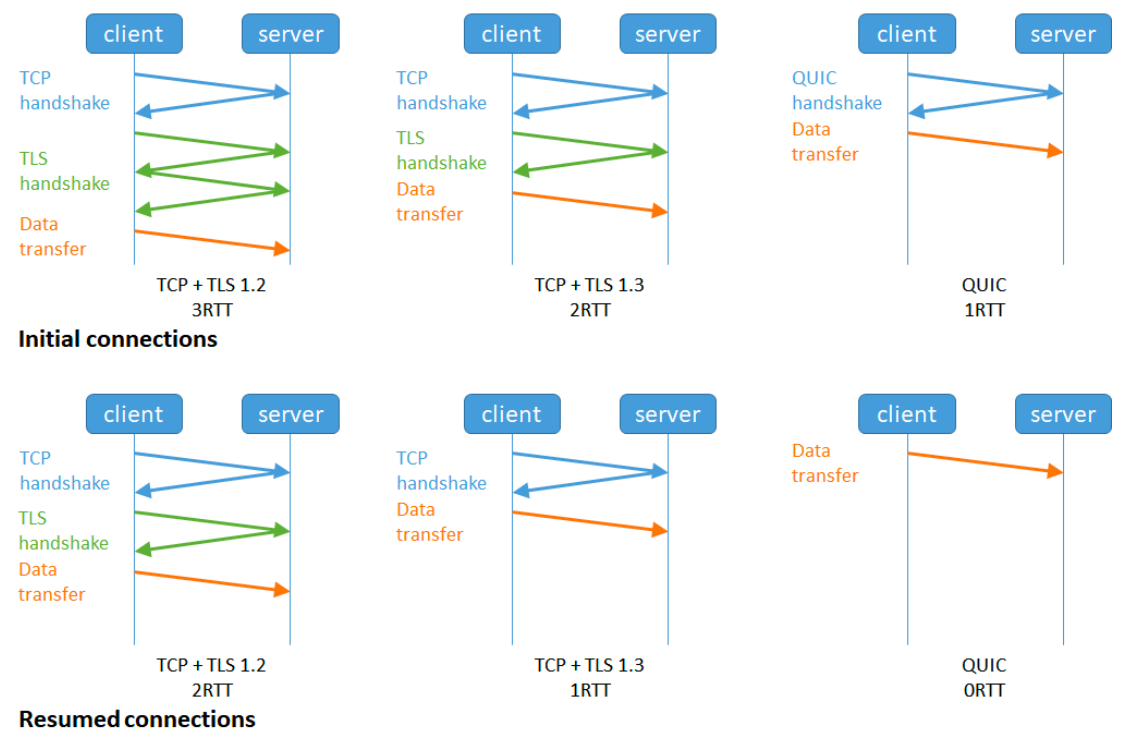 client
server
TCP
handshake
TLS
handshake
Data
transfer
TCP + TLS 1.2
3RTT
client
server
TCP
handshake
TLS
handshake
Data
transfer
TCP + TLS 1.3
2RTT
client
server
QUIC
handshake
Data
transfer
QUIC
1RTT
Initial connections
client
server
TCP
handshake
TLS
handshake
Data
transfer
TCP + TLS 1.2
2RTT
client
server
TCP
handshake
Data
transfer
TCP + TLS 1.3
1RTT
client
server
Data
transfer
QUIC
0RTT
Resumed connections